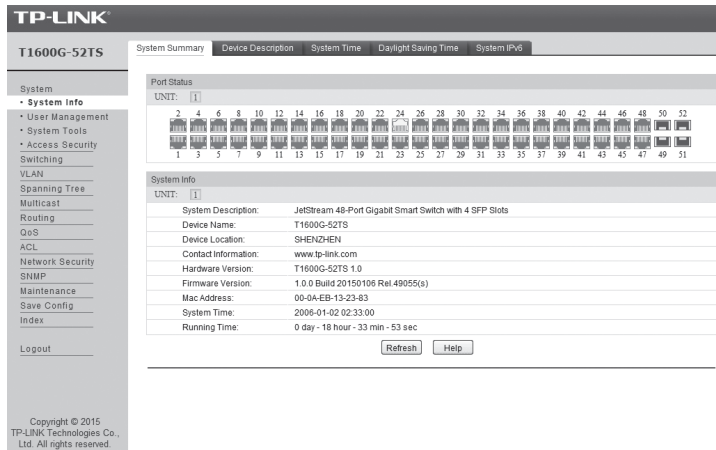 TP-LINK®
T1600G-52TS
System
• System Info
• User Management
• System Tools
• Access Security
Switching
VLAN
Spanning Tree
Multicast
Routing
QoS
ACL
Network Security
SNMP
Maintenance
Save Config
Index
Logout
Copyright © 2015
TP-LINK Technologies Co.,
Ltd. All rights reserved.
System Summary Device Description System Time Daylight Saving Time System IPv6
Port Status
UNIT: 1
2 4 6 8 10 12 14 16 18 20 22 24 26 28 30 32 34 36 38 40 42 44 46 48 50 52
1 3 5 7 9 11 13 15 17 19 21 23 25 27 29 31 33 35 37 39 41 43 45 47 49 51
System Info
UNIT: 1
System Description: JetStream 48-Port Gigabit Smart Switch with 4 SFP Slots
Device Name: T1600G-52TS
Device Location: SHENZHEN
Contact Information: www.tp-link.com
Hardware Version: T1600G-52TS 1.0
Firmware Version: 1.0.0 Build 20150106 Rel.49055(s)
Mac Address: 00-0A-EB-13-23-83
System Time: 2006-01-02 02:33:00
Running Time: 0 day - 18 hour - 33 min - 53 sec
Refresh Help